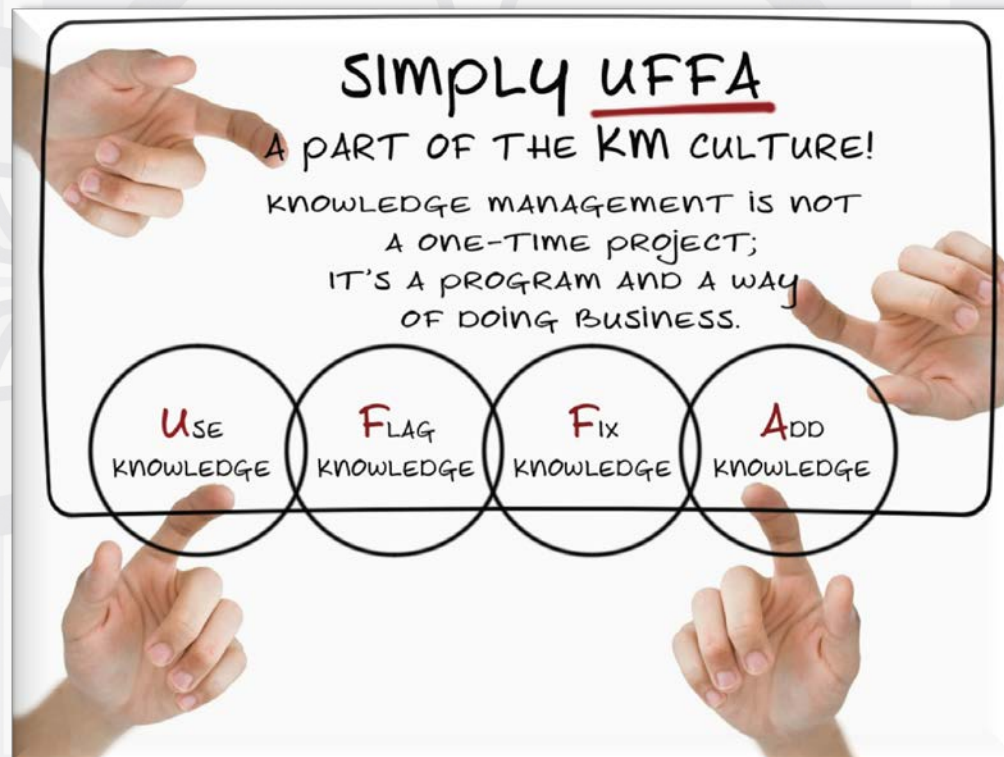 SIMPLY UFFA
A PART OF THE KM CULTURE!
KNOWLEDGE MANAGEMENT IS NOT
A ONE-TIME PROJECT;
IT'S A PROGRAM AND A WAY
OF DOING BUSINESS.
USE
KNOWLEDGE
FLAG
KNOWLEDGE
FIX
KNOWLEDGE
ADD
KNOWLEDGE